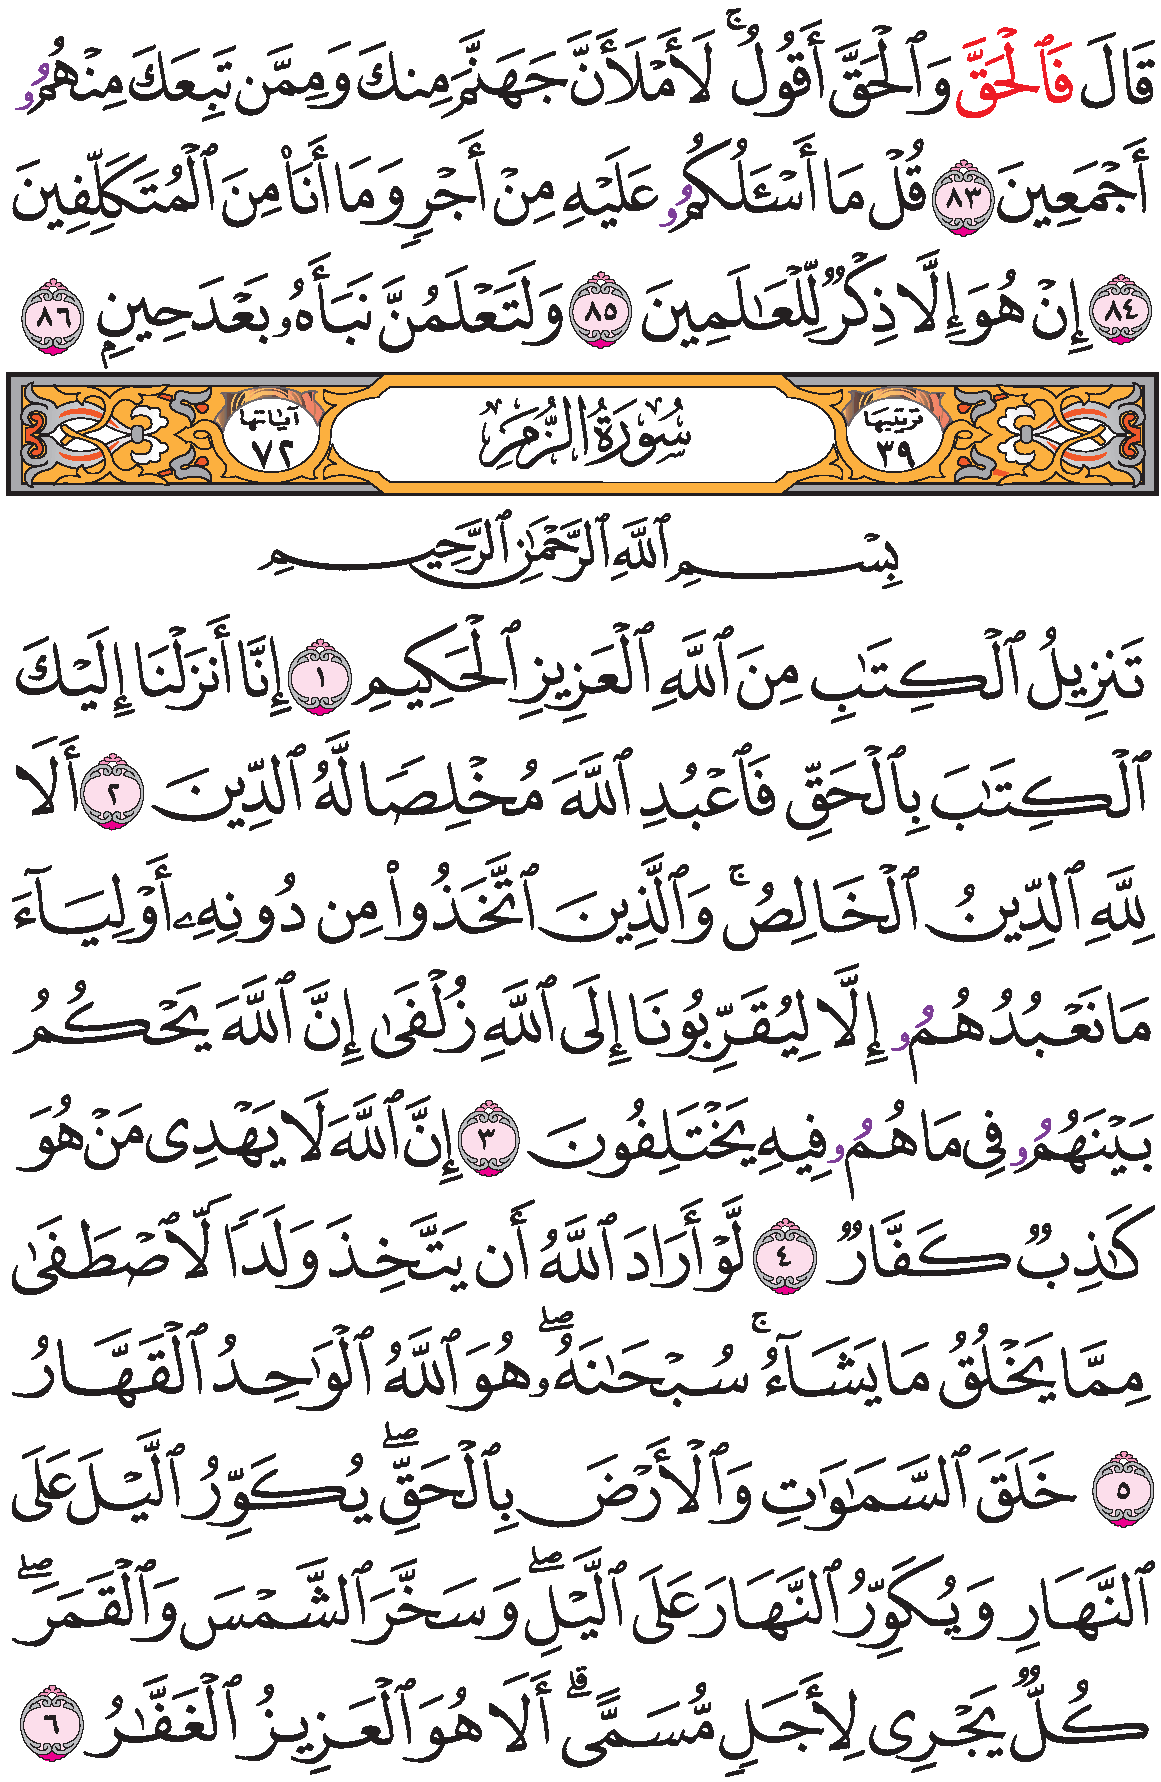 قَالَ فَٱلْحَقَّ وَٱلْحَقَّ أَقُولُ ۚ لَأَمْلَأَنَّ جَهَنَّمَ مِنكَ وَمِمَّن تَبِعَكَ مِنْهُمُۥ
أَجْمَعِينَ ٨٣ قُلْ مَا أَسْـَٔلُكُمُۥ عَلَيْهِ مِنْ أَجْرٍ وَمَا أَنَا۠ مِنَ ٱلْمُتَكَلِّفِينَ
٨٤ إِنْ هُوَ إِلَّا ذِكْرٌ لِّلْعَـٰلَمِينَ ٨٥ وَلَتَعْلَمُنَّ نَبَأَهُۥ بَعْدَ حِينٍ ٨٦
ترتيبها ٣٩ سُورَةُ الزُّمَرِ آياتها ٧٢
بِسْمِ ٱللَّهِ ٱلرَّحْمَـٰنِ ٱلرَّحِيمِ
تَنزِيلُ ٱلْكِتَـٰبِ مِنَ ٱللَّهِ ٱلْعَزِيزِ ٱلْحَكِيمِ ١ إِنَّا أَنزَلْنَا إِلَيْكَ
ٱلْكِتَـٰبَ بِٱلْحَقِّ فَٱعْبُدِ ٱللَّهَ مُخْلِصًا لَّهُ ٱلدِّينَ ٢ أَلَا
لِلَّهِ ٱلدِّينُ ٱلْخَالِصُ ۚ وَٱلَّذِينَ ٱتَّخَذُوا۟ مِن دُونِهِۦ أَوْلِيَآءَ
مَا نَعْبُدُهُمُۥ إِلَّا لِيُقَرِّبُونَا إِلَى ٱللَّهِ زُلْفَىٰ إِنَّ ٱللَّهَ يَحْكُمُ
بَيْنَهُمُۥ فِى مَا هُمُۥ فِيهِ يَخْتَلِفُونَ ٣ إِنَّ ٱللَّهَ لَا يَهْدِى مَنْ هُوَ
كَـٰذِبٌ كَفَّارٌ ٤ لَّوْ أَرَادَ ٱللَّهُ أَن يَتَّخِذَ وَلَدًا لَّٱصْطَفَىٰ
مِمَّا يَخْلُقُ مَا يَشَآءُ ۚ سُبْحَـٰنَهُۥ ۖ هُوَ ٱللَّهُ ٱلْوَٰحِدُ ٱلْقَهَّارُ
٥ خَلَقَ ٱلسَّمَـٰوَٰتِ وَٱلْأَرْضَ بِٱلْحَقِّ ۖ يُكَوِّرُ ٱلَّيْلَ عَلَى
ٱلنَّهَارِ وَيُكَوِّرُ ٱلنَّهَارَ عَلَى ٱلَّيْلِ ۖ وَسَخَّرَ ٱلشَّمْسَ وَٱلْقَمَرَ ۖ
كُلٌّ يَجْرِى لِأَجَلٍ مُّسَمًّى ۗ أَلَا هُوَ ٱلْعَزِيزُ ٱلْغَفَّـٰرُ ٦